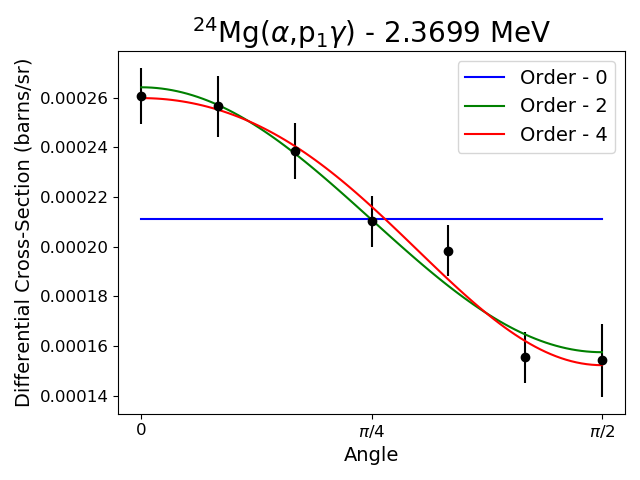 ²⁴Mg(α,p₁γ) - 2.3699 MeV
Differential Cross-Section (barns/sr)
0.00026
0.00024
0.00022
0.00020
0.00018
0.00016
0.00014
Order - 0
Order - 2
Order - 4
0
π/4
π/2
Angle